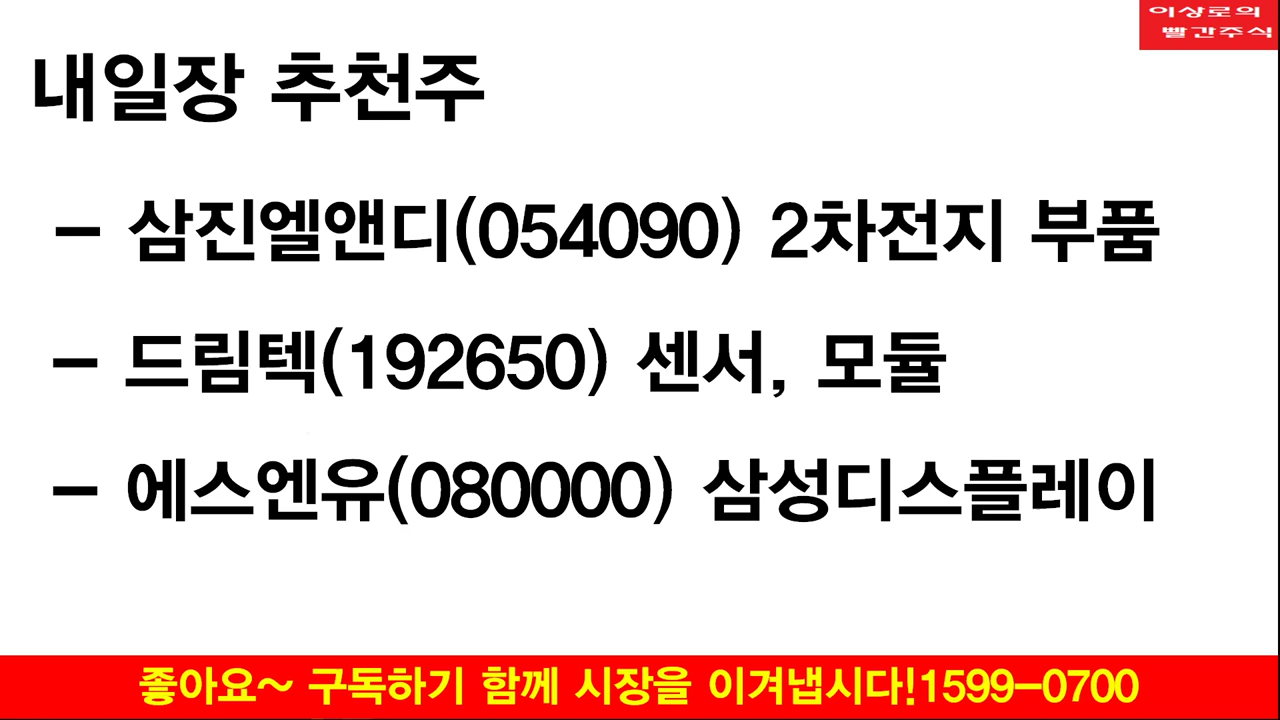 이상로의
빨간주식
내일장 추천주
- 삼진엘앤디(054090) 2차전지 부품
- 드림텍(192650) 센서, 모듈
- 에스엔유(080000) 삼성디스플레이
좋아요~ 구독하기 함께 시장을 이겨냅시다!1599-0700